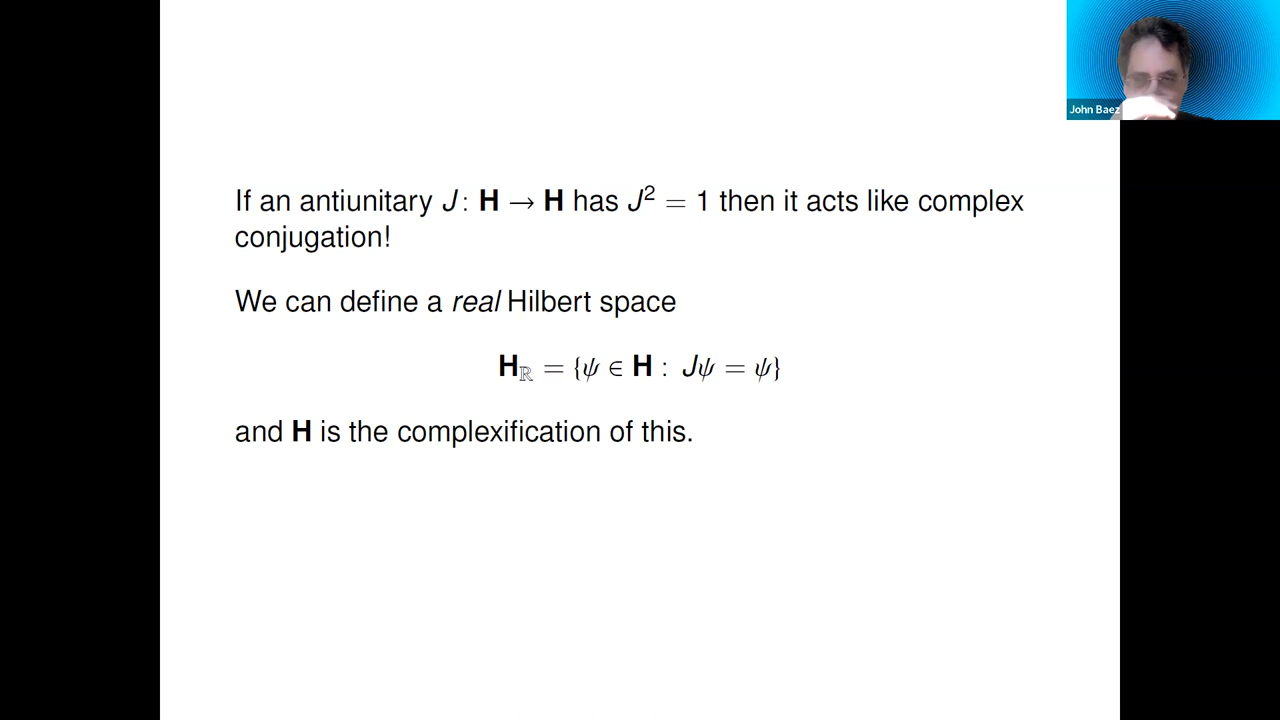 John Baez
If an antiunitary J : H → H has J² = 1 then it acts like complex
conjugation!
We can define a real Hilbert space
H_ℝ = {ψ ∈ H : Jψ = ψ}
and H is the complexification of this.